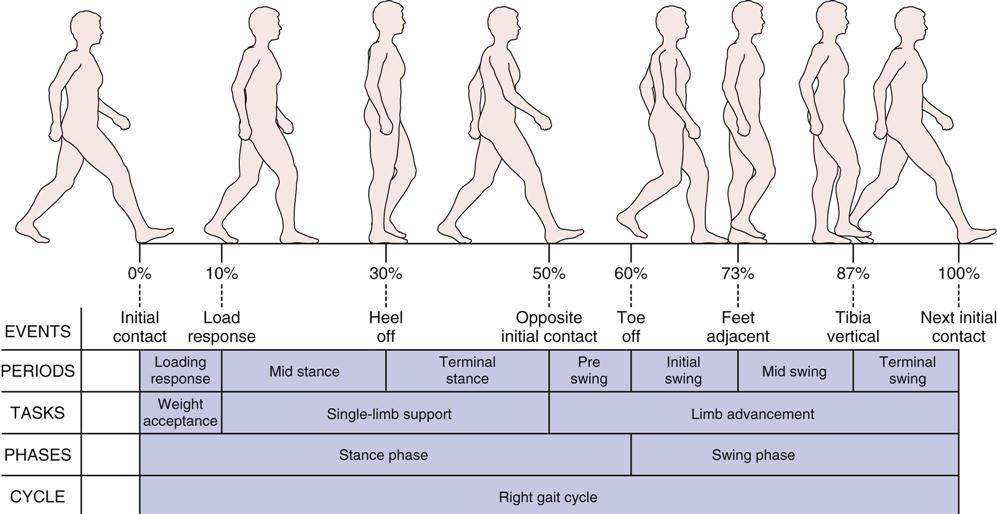 0% 10% 30% 50% 60% 73% 87% 100%
EVENTS
Initial
contact
Load
response
Heel
off
Opposite
initial contact
Toe
off
Feet
adjacent
Tibia
vertical
Next initial
contact
PERIODS
Loading
response
Mid stance
Terminal
stance
Pre
swing
Initial
swing
Mid swing
Terminal
swing
TASKS
Weight
acceptance
Single-limb support
Limb advancement
PHASES
Stance phase
Swing phase
CYCLE
Right gait cycle